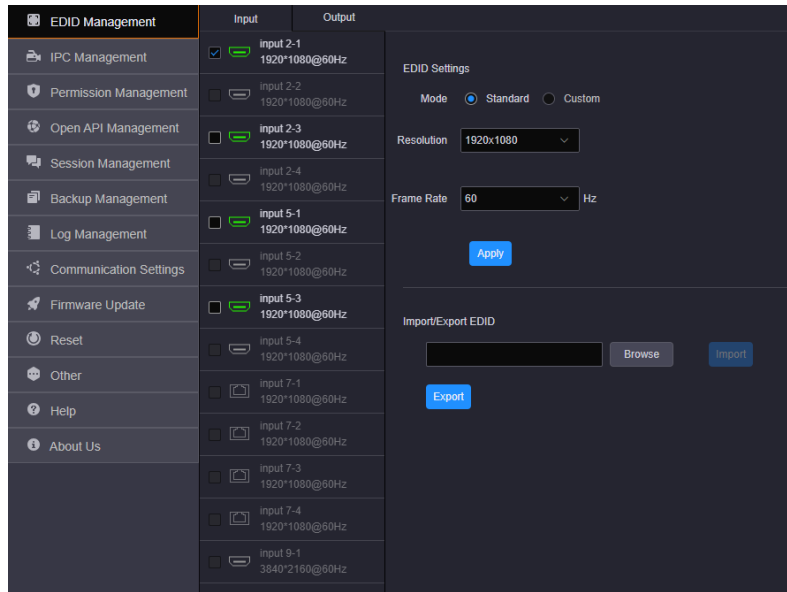 EDID Management
IPC Management
Permission Management
Open API Management
Session Management
Backup Management
Log Management
Communication Settings
Firmware Update
Reset
Other
Help
About Us
Input
Output
input 2-1
1920*1080@60Hz
input 2-2
1920*1080@60Hz
input 2-3
1920*1080@60Hz
input 2-4
1920*1080@60Hz
input 5-1
1920*1080@60Hz
input 5-2
1920*1080@60Hz
input 5-3
1920*1080@60Hz
input 5-4
1920*1080@60Hz
input 7-1
1920*1080@60Hz
input 7-2
1920*1080@60Hz
input 7-3
1920*1080@60Hz
input 7-4
1920*1080@60Hz
input 9-1
3840*2160@60Hz
EDID Settings
Mode Standard Custom
Resolution 1920x1080
Frame Rate 60 Hz
Apply
Import/Export EDID
Browse Import
Export